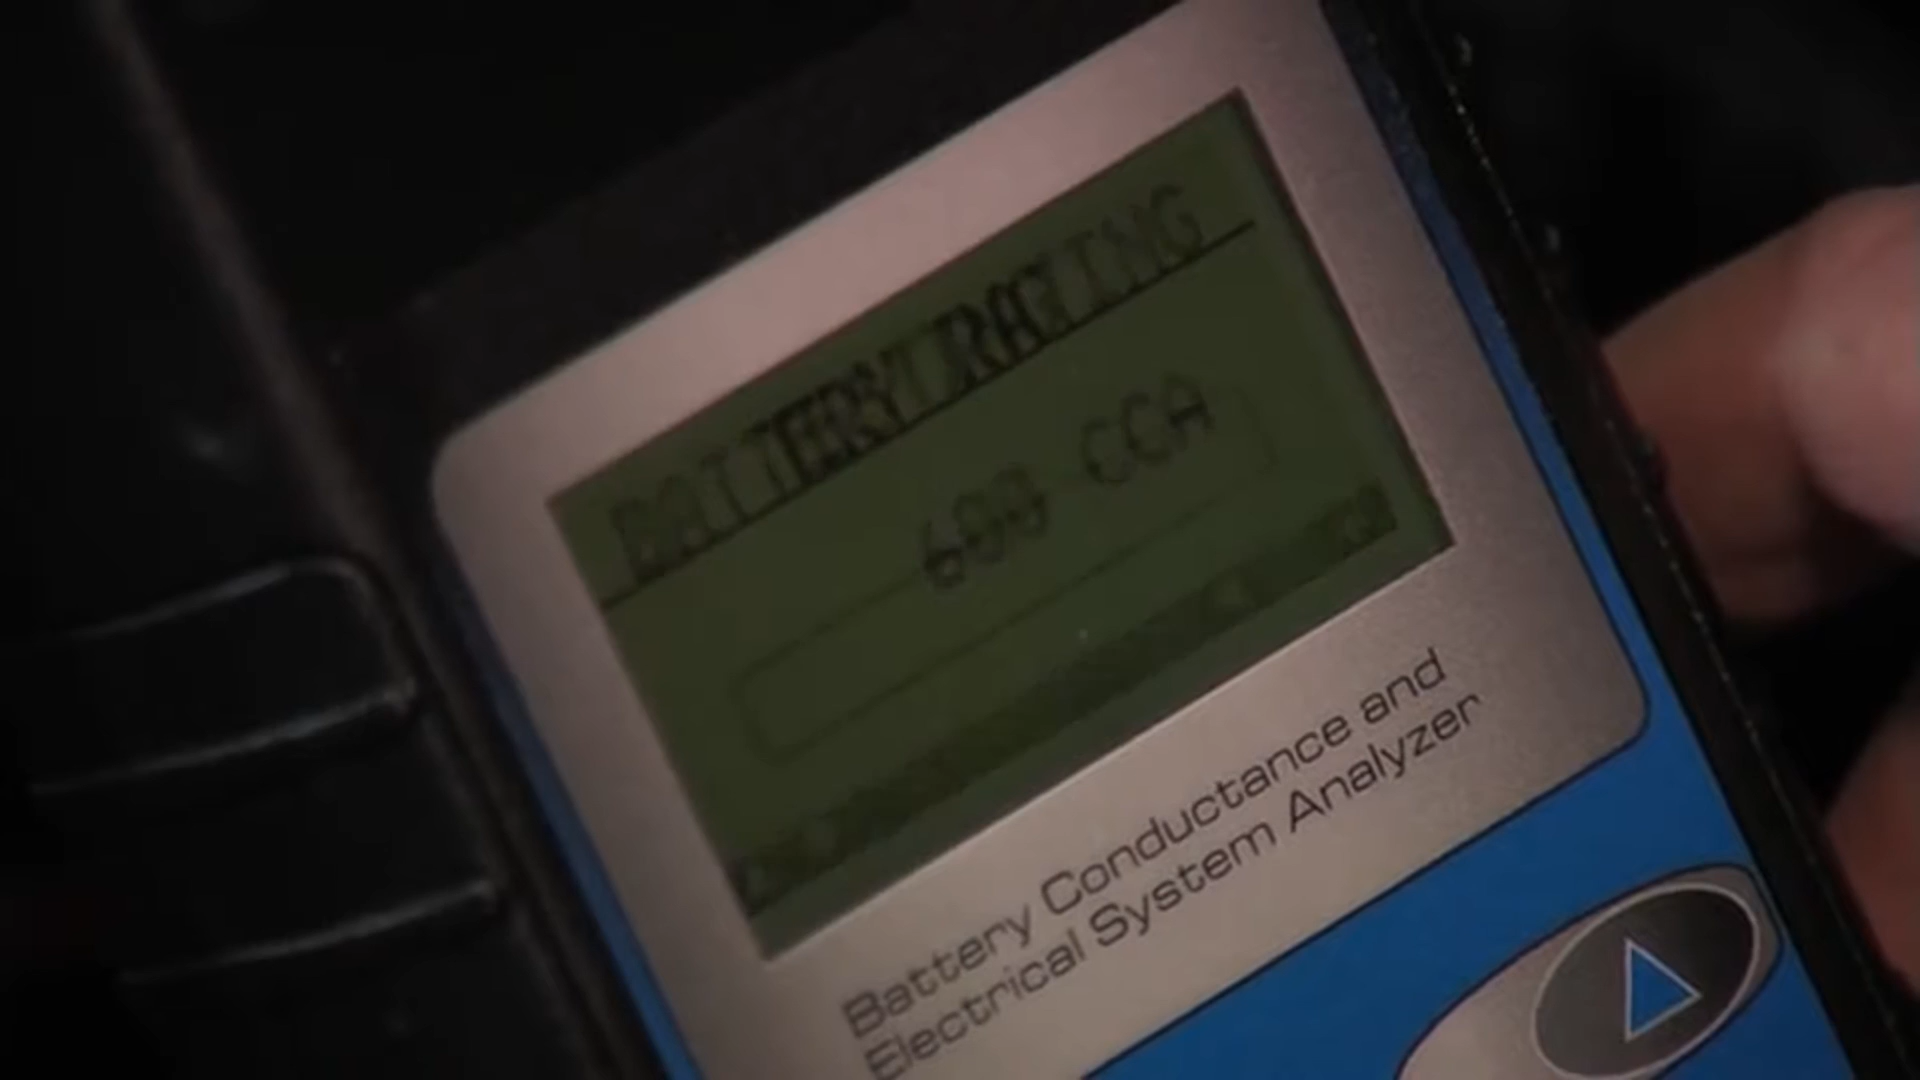 BATTERY RATING
600 CCA
Battery Conductance and
Electrical System Analyzer